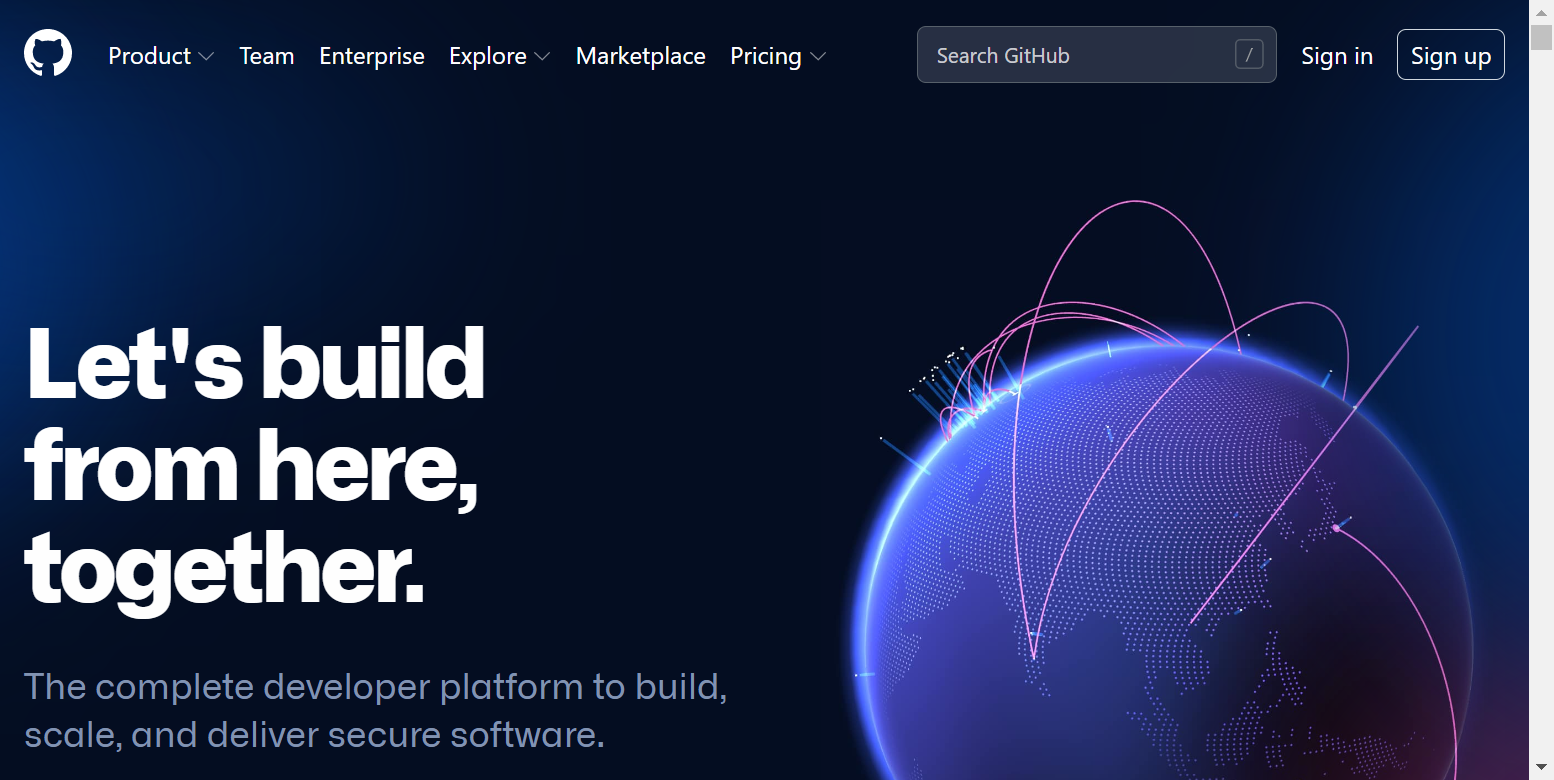 Product Team Enterprise Explore Marketplace Pricing Search GitHub / Sign in Sign up
Let's build
from here,
together.
The complete developer platform to build,
scale, and deliver secure software.